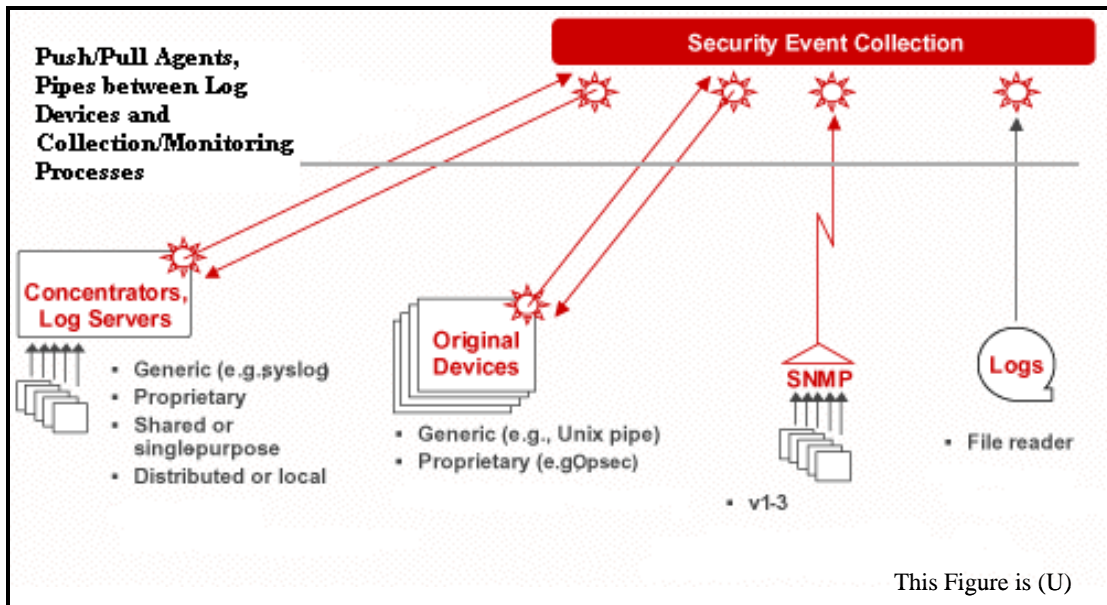 Security Event Collection
Push/Pull Agents,
Pipes between Log
Devices and
Collection/Monitoring
Processes
Concentrators,
Log Servers
▪ Generic (e.g.,syslog)
▪ Proprietary
▪ Shared or
singlepurpose
▪ Distributed or local
Original
Devices
▪ Generic (e.g., Unix pipe)
▪ Proprietary (e.gOpsec)
SNMP
▪ v1-3
Logs
▪ File reader
This Figure is (U)